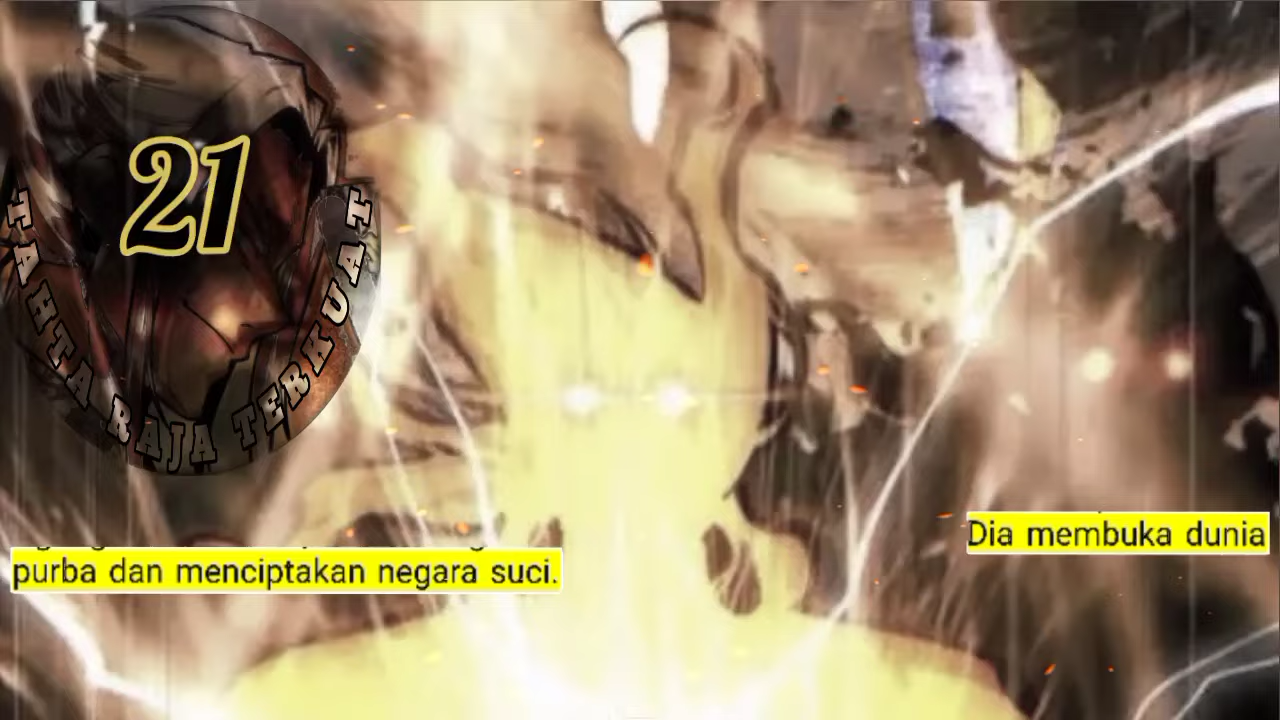 21
TAHTA RAJA TERKUAT
Dia membuka dunia
purba dan menciptakan negara suci.